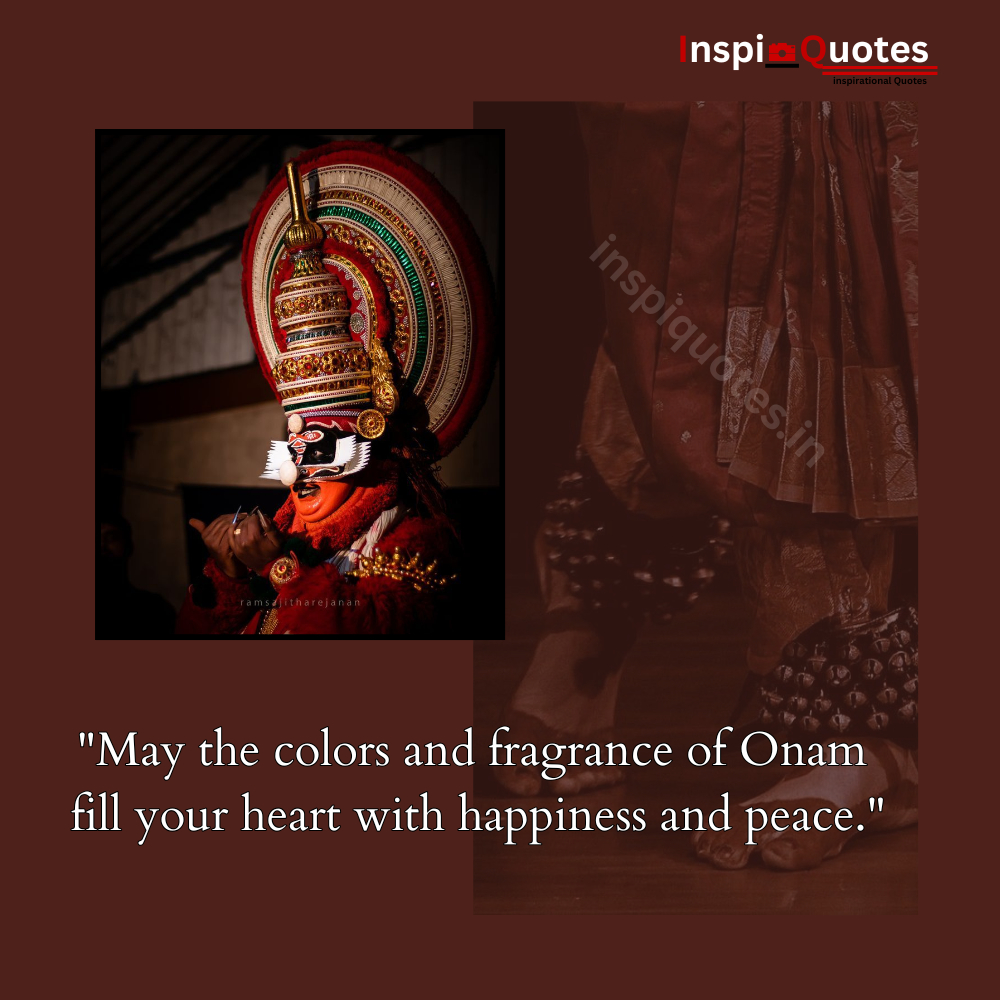 InspiQuotes
inspirational Quotes
inspiquotes.in
ramsajitharejanan
"May the colors and fragrance of Onam
fill your heart with happiness and peace."